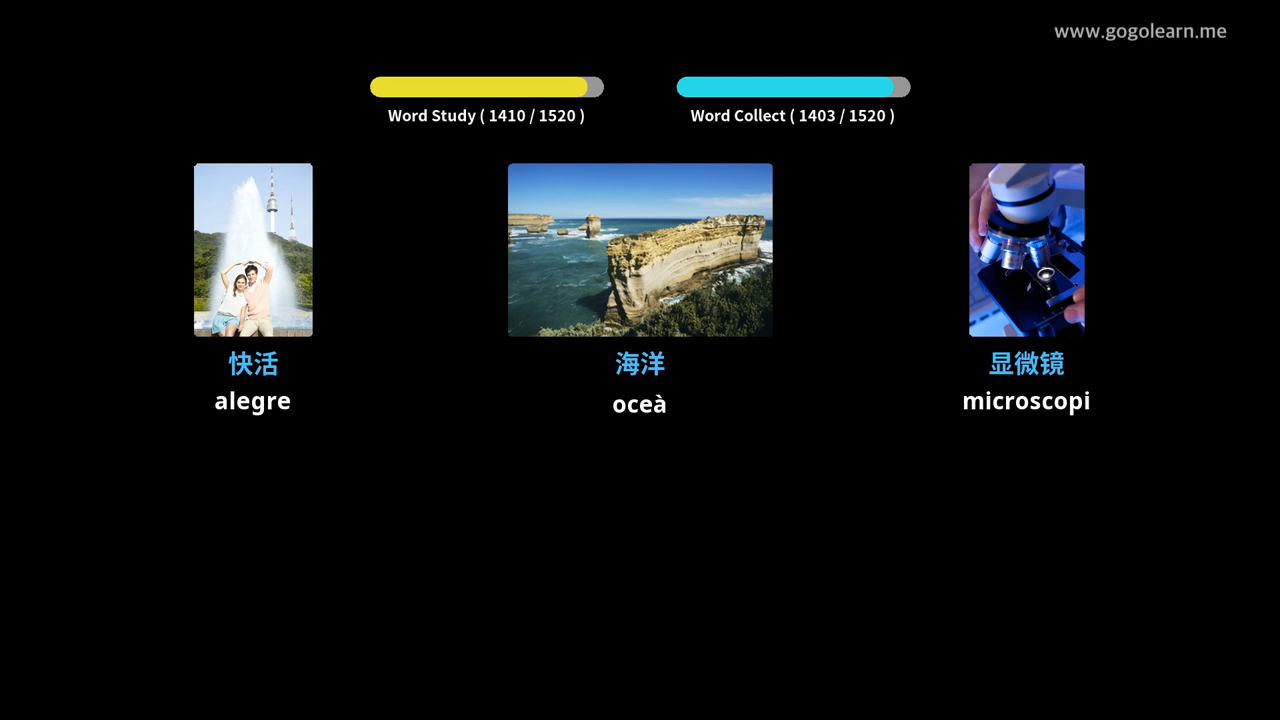 www.gogolearn.me
Word Study ( 1410 / 1520 )
Word Collect ( 1403 / 1520 )
快活
alegre
海洋
oceà
显微镜
microscopi